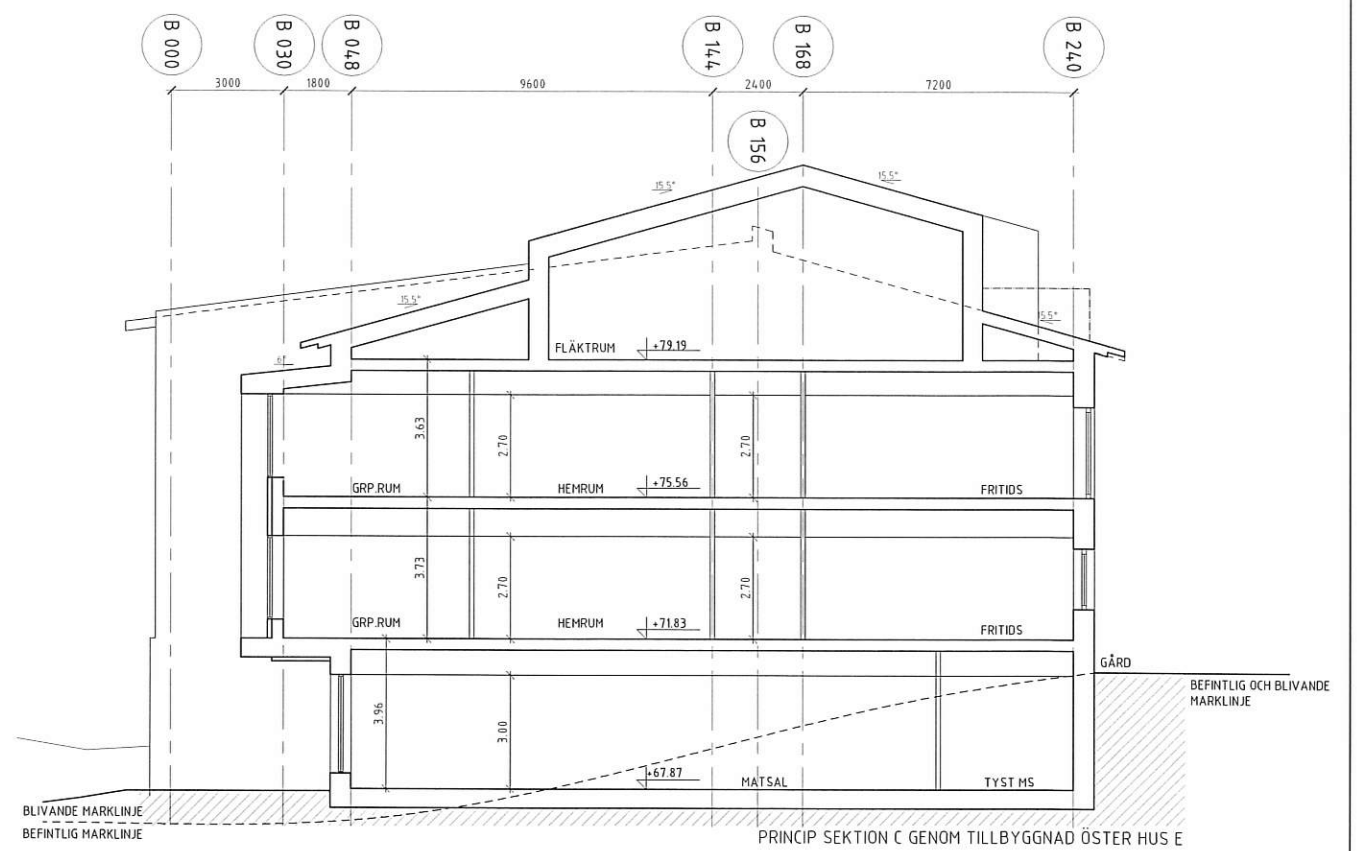 B 000
B 030
B 048
B 144
B 168
B 240
3000
1800
9600
2400
7200
B 156
15.5°
15.5°
15.5°
15.5°
6°
FLÄKTRUM
+79.19
3.63
2.70
2.70
GRP.RUM
HEMRUM
+75.56
FRITIDS
3.73
2.70
2.70
GRP.RUM
HEMRUM
+71.83
FRITIDS
GÅRD
BEFINTLIG OCH BLIVANDE
MARKLINJE
3.96
3.00
+67.87
MATSAL
TYST MS
BLIVANDE MARKLINJE
BEFINTLIG MARKLINJE
PRINCIP SEKTION C GENOM TILLBYGGNAD ÖSTER HUS E